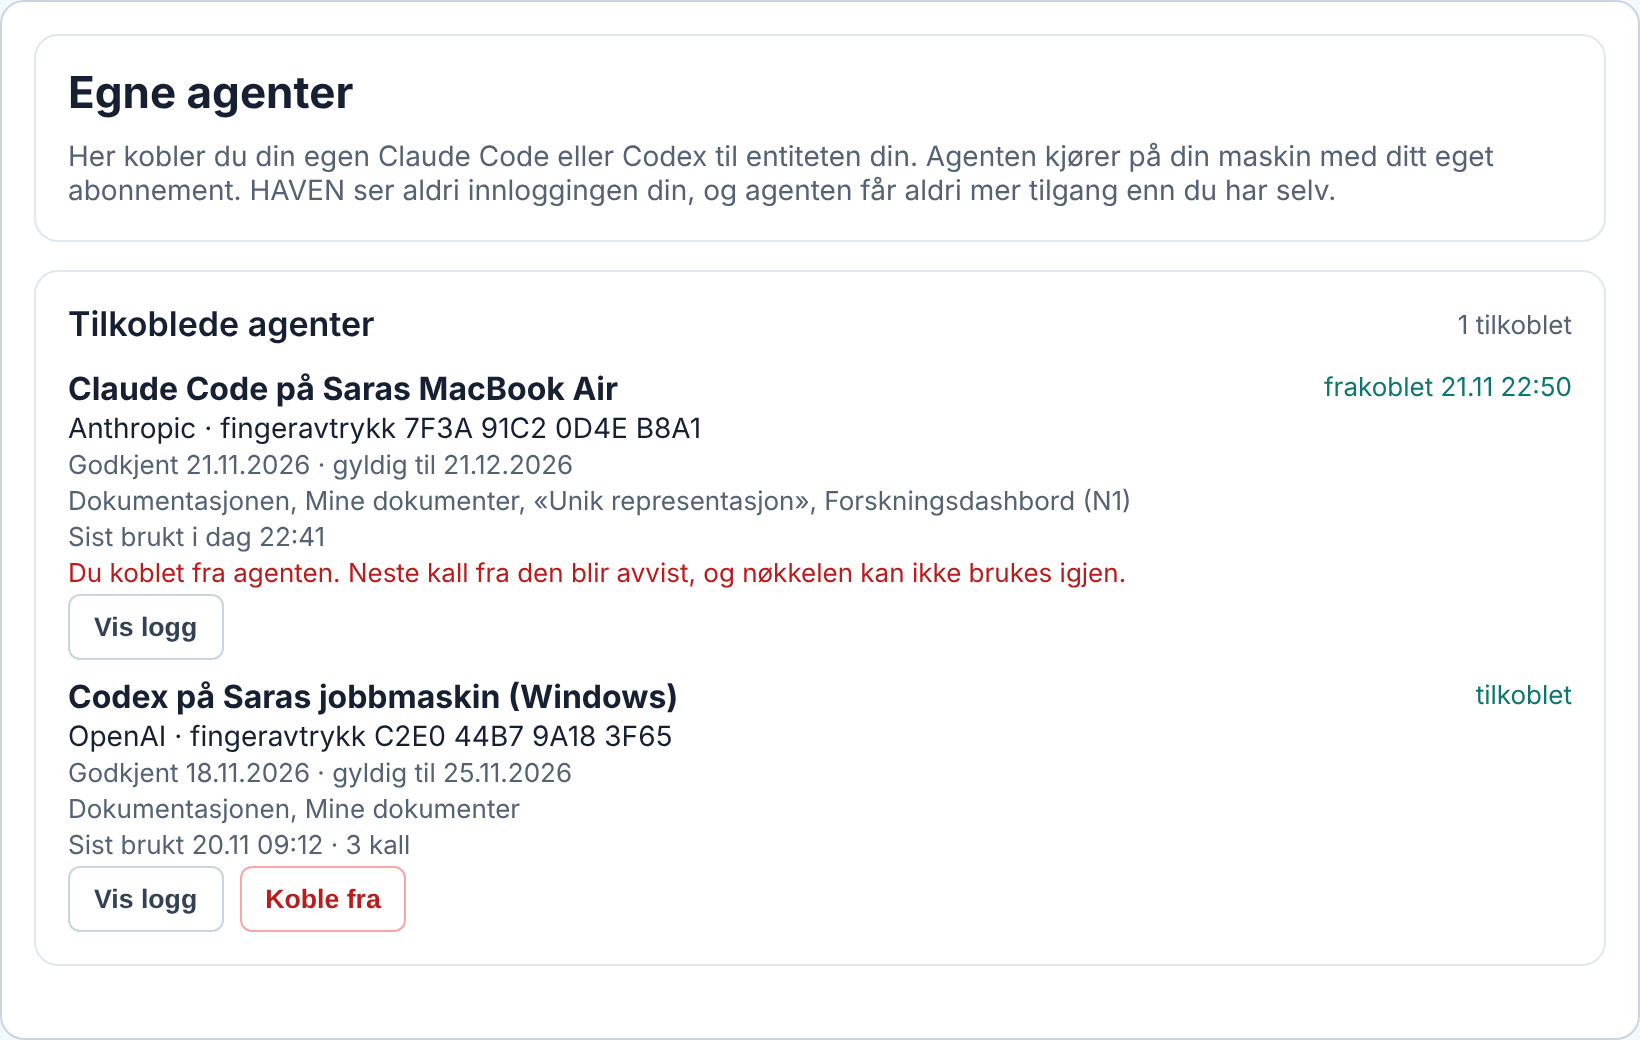 Egne agenter
Her kobler du din egen Claude Code eller Codex til entiteten din. Agenten kjører på din maskin med ditt eget
abonnement. HAVEN ser aldri innloggingen din, og agenten får aldri mer tilgang enn du har selv.
Tilkoblede agenter
1 tilkoblet
Claude Code på Saras MacBook Air
frakoblet 21.11 22:50
Anthropic · fingeravtrykk 7F3A 91C2 0D4E B8A1
Godkjent 21.11.2026 · gyldig til 21.12.2026
Dokumentasjonen, Mine dokumenter, «Unik representasjon», Forskningsdashbord (N1)
Sist brukt i dag 22:41
Du koblet fra agenten. Neste kall fra den blir avvist, og nøkkelen kan ikke brukes igjen.
Vis logg
Codex på Saras jobbmaskin (Windows)
tilkoblet
OpenAI · fingeravtrykk C2E0 44B7 9A18 3F65
Godkjent 18.11.2026 · gyldig til 25.11.2026
Dokumentasjonen, Mine dokumenter
Sist brukt 20.11 09:12 · 3 kall
Vis logg
Koble fra